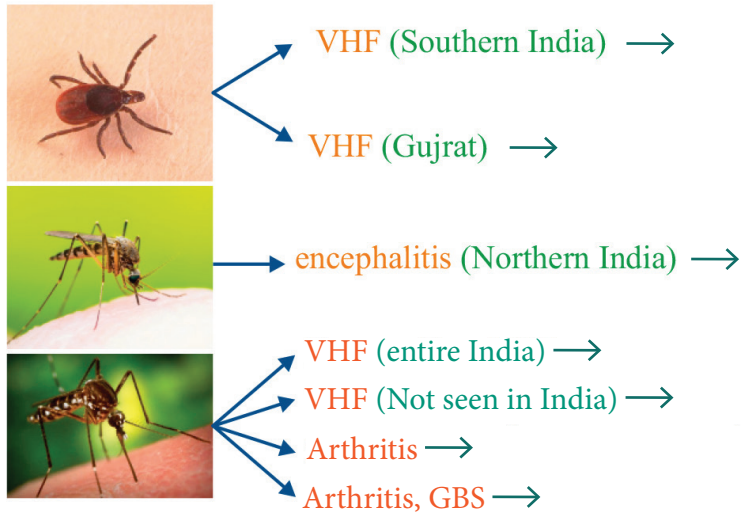 VHF (Southern India) →
VHF (Gujrat) →
encephalitis (Northern India) →
VHF (entire India) →
VHF (Not seen in India) →
Arthritis →
Arthritis, GBS →